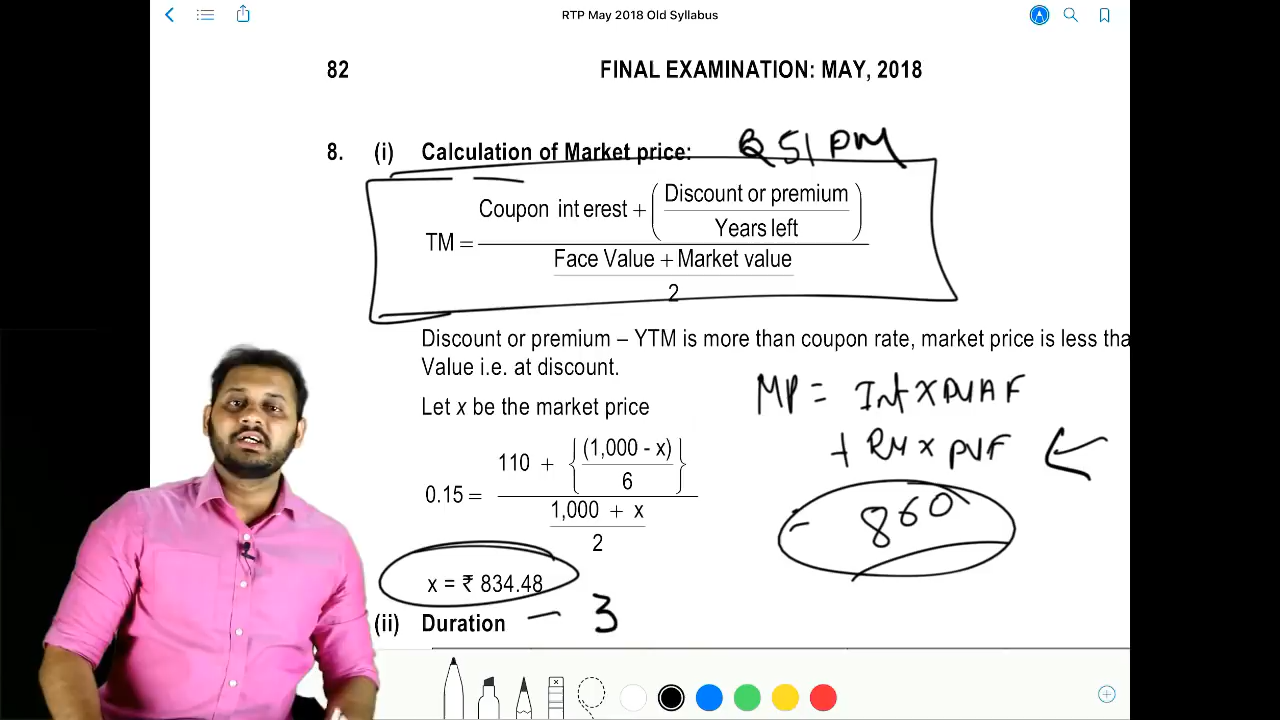 RTP May 2018 Old Syllabus
82
FINAL EXAMINATION: MAY, 2018
8. (i) Calculation of Market price: Q 51 PM
TM = Coupon interest + (Discount or premium / Years left)
Face Value + Market value
2
Discount or premium – YTM is more than coupon rate, market price is less tha
Value i.e. at discount.
Let x be the market price
MP = Int x PVAF
+ RM x PVF
0.15 = 110 + {(1,000 - x) / 6}
1,000 + x
2
- 860
x = ₹ 834.48
(ii) Duration – 3